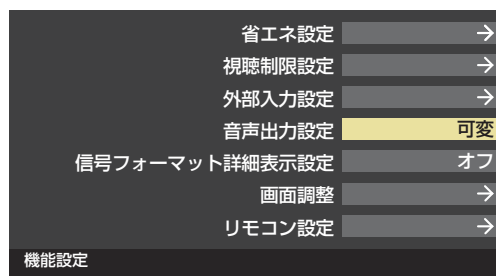 省エネ設定 →
視聴制限設定 →
外部入力設定 →
音声出力設定 可変
信号フォーマット詳細表示設定 オフ
画面調整 →
リモコン設定 →
機能設定